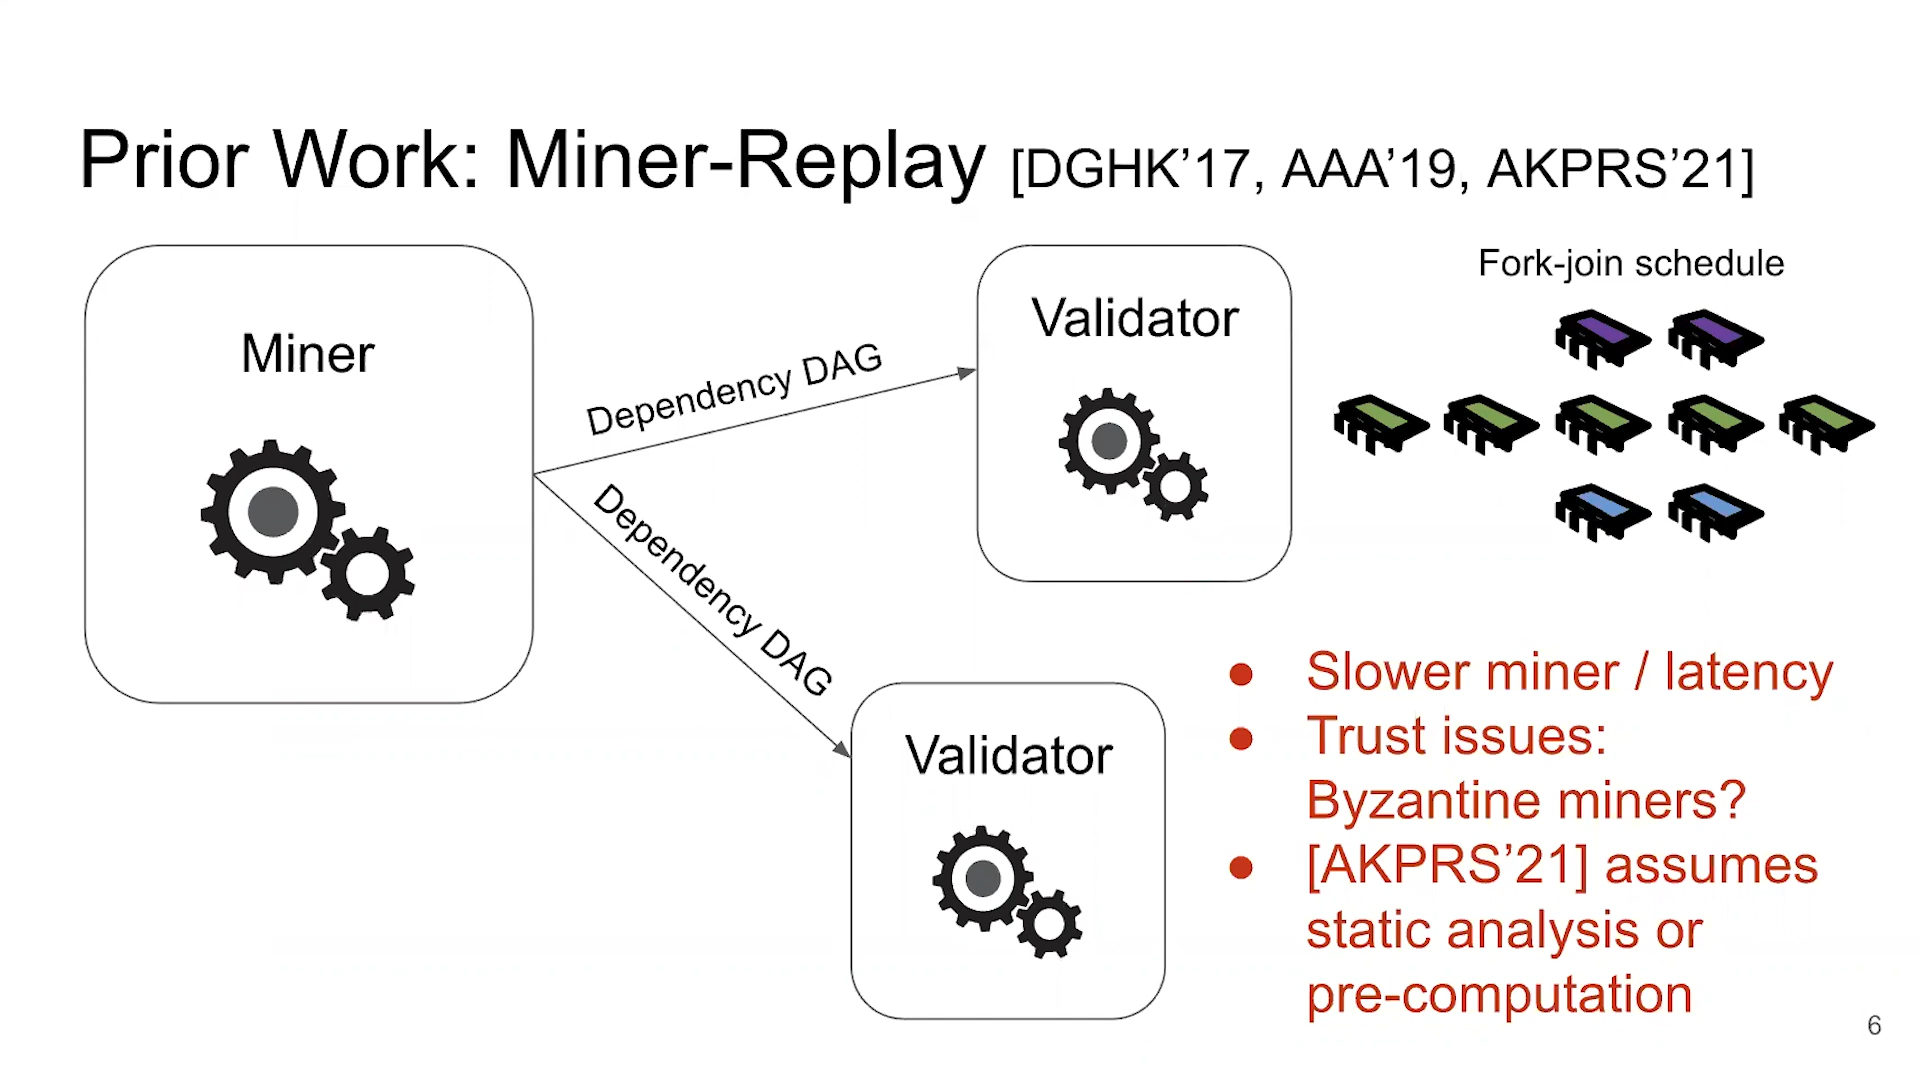 Prior Work: Miner-Replay [DGHK’17, AAA’19, AKPRS’21]
Miner
Dependency DAG
Dependency DAG
Validator
Validator
Fork-join schedule
● Slower miner / latency
● Trust issues:
Byzantine miners?
● [AKPRS’21] assumes
static analysis or
pre-computation
6